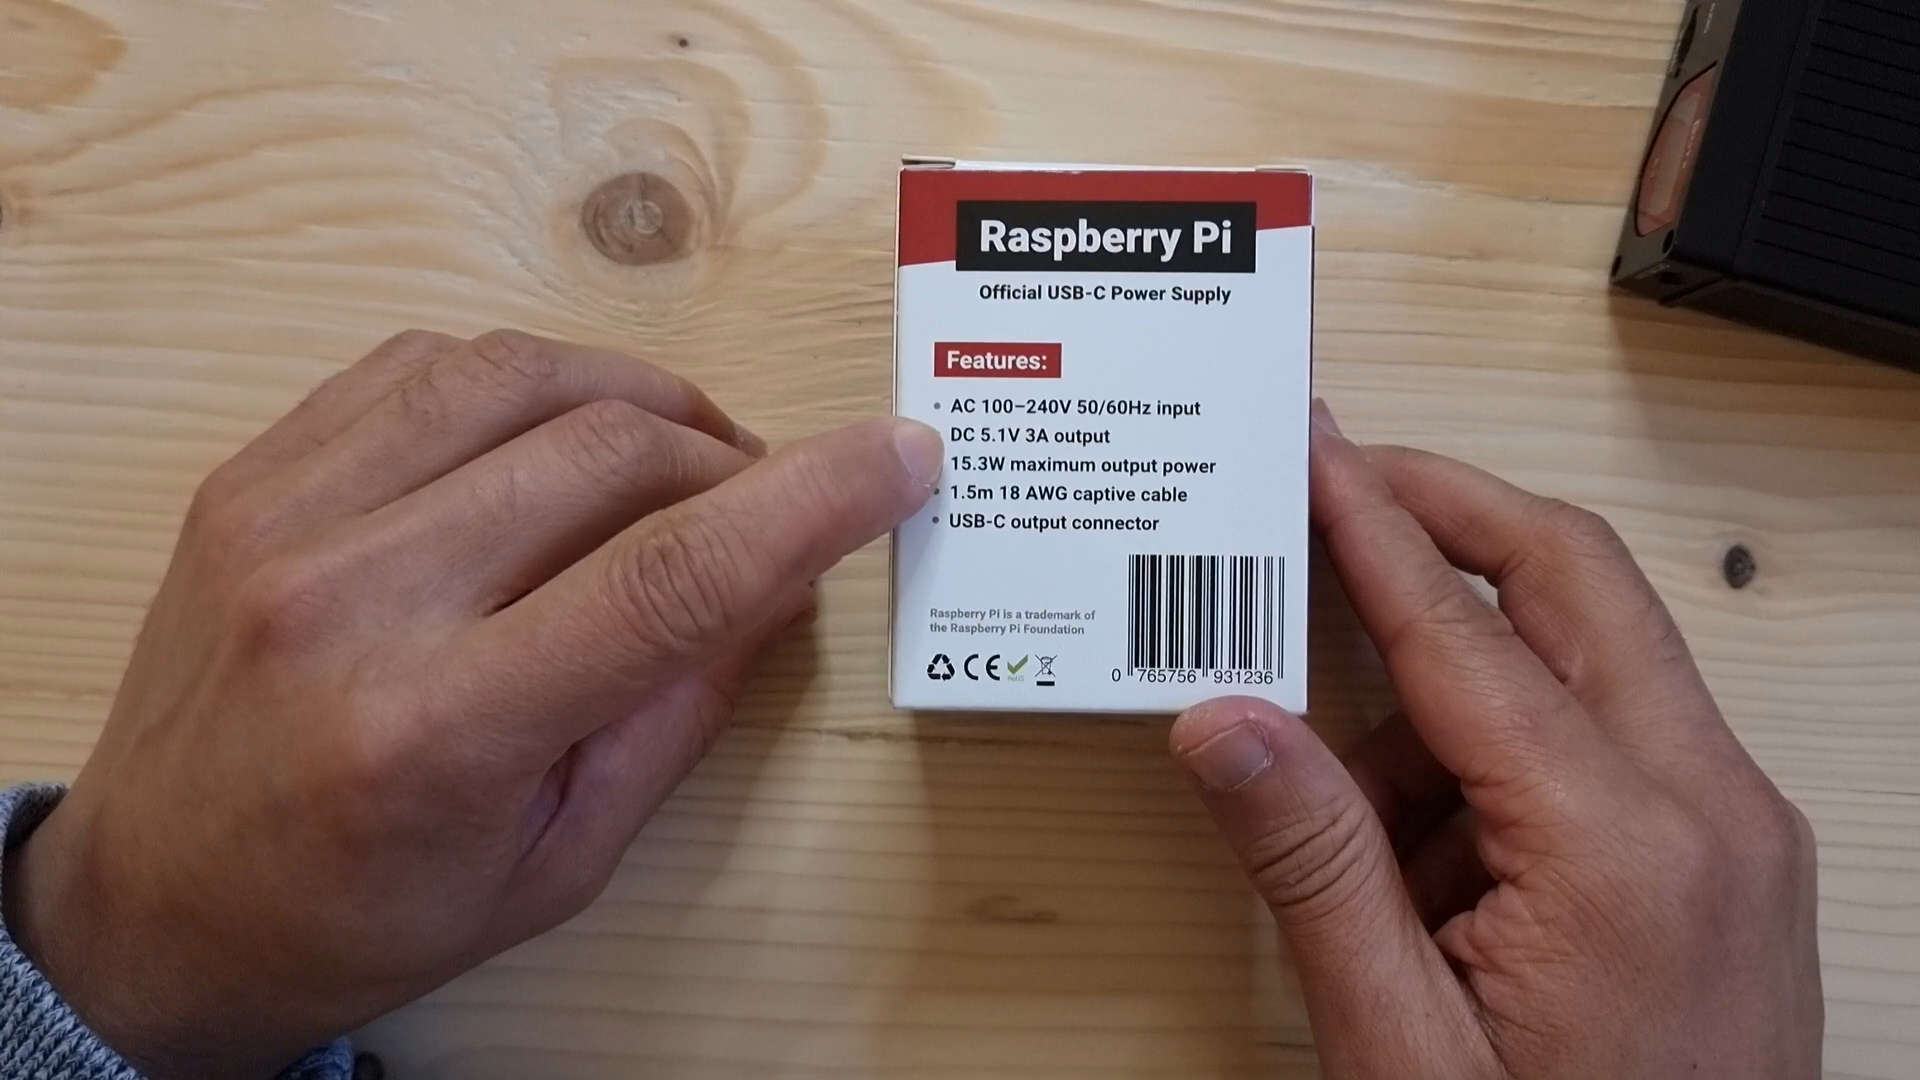 Raspberry Pi
Official USB-C Power Supply
Features:
• AC 100–240V 50/60Hz input
DC 5.1V 3A output
15.3W maximum output power
• 1.5m 18 AWG captive cable
• USB-C output connector
Raspberry Pi is a trademark of
the Raspberry Pi Foundation
CE
RoHS
0 765756 931236